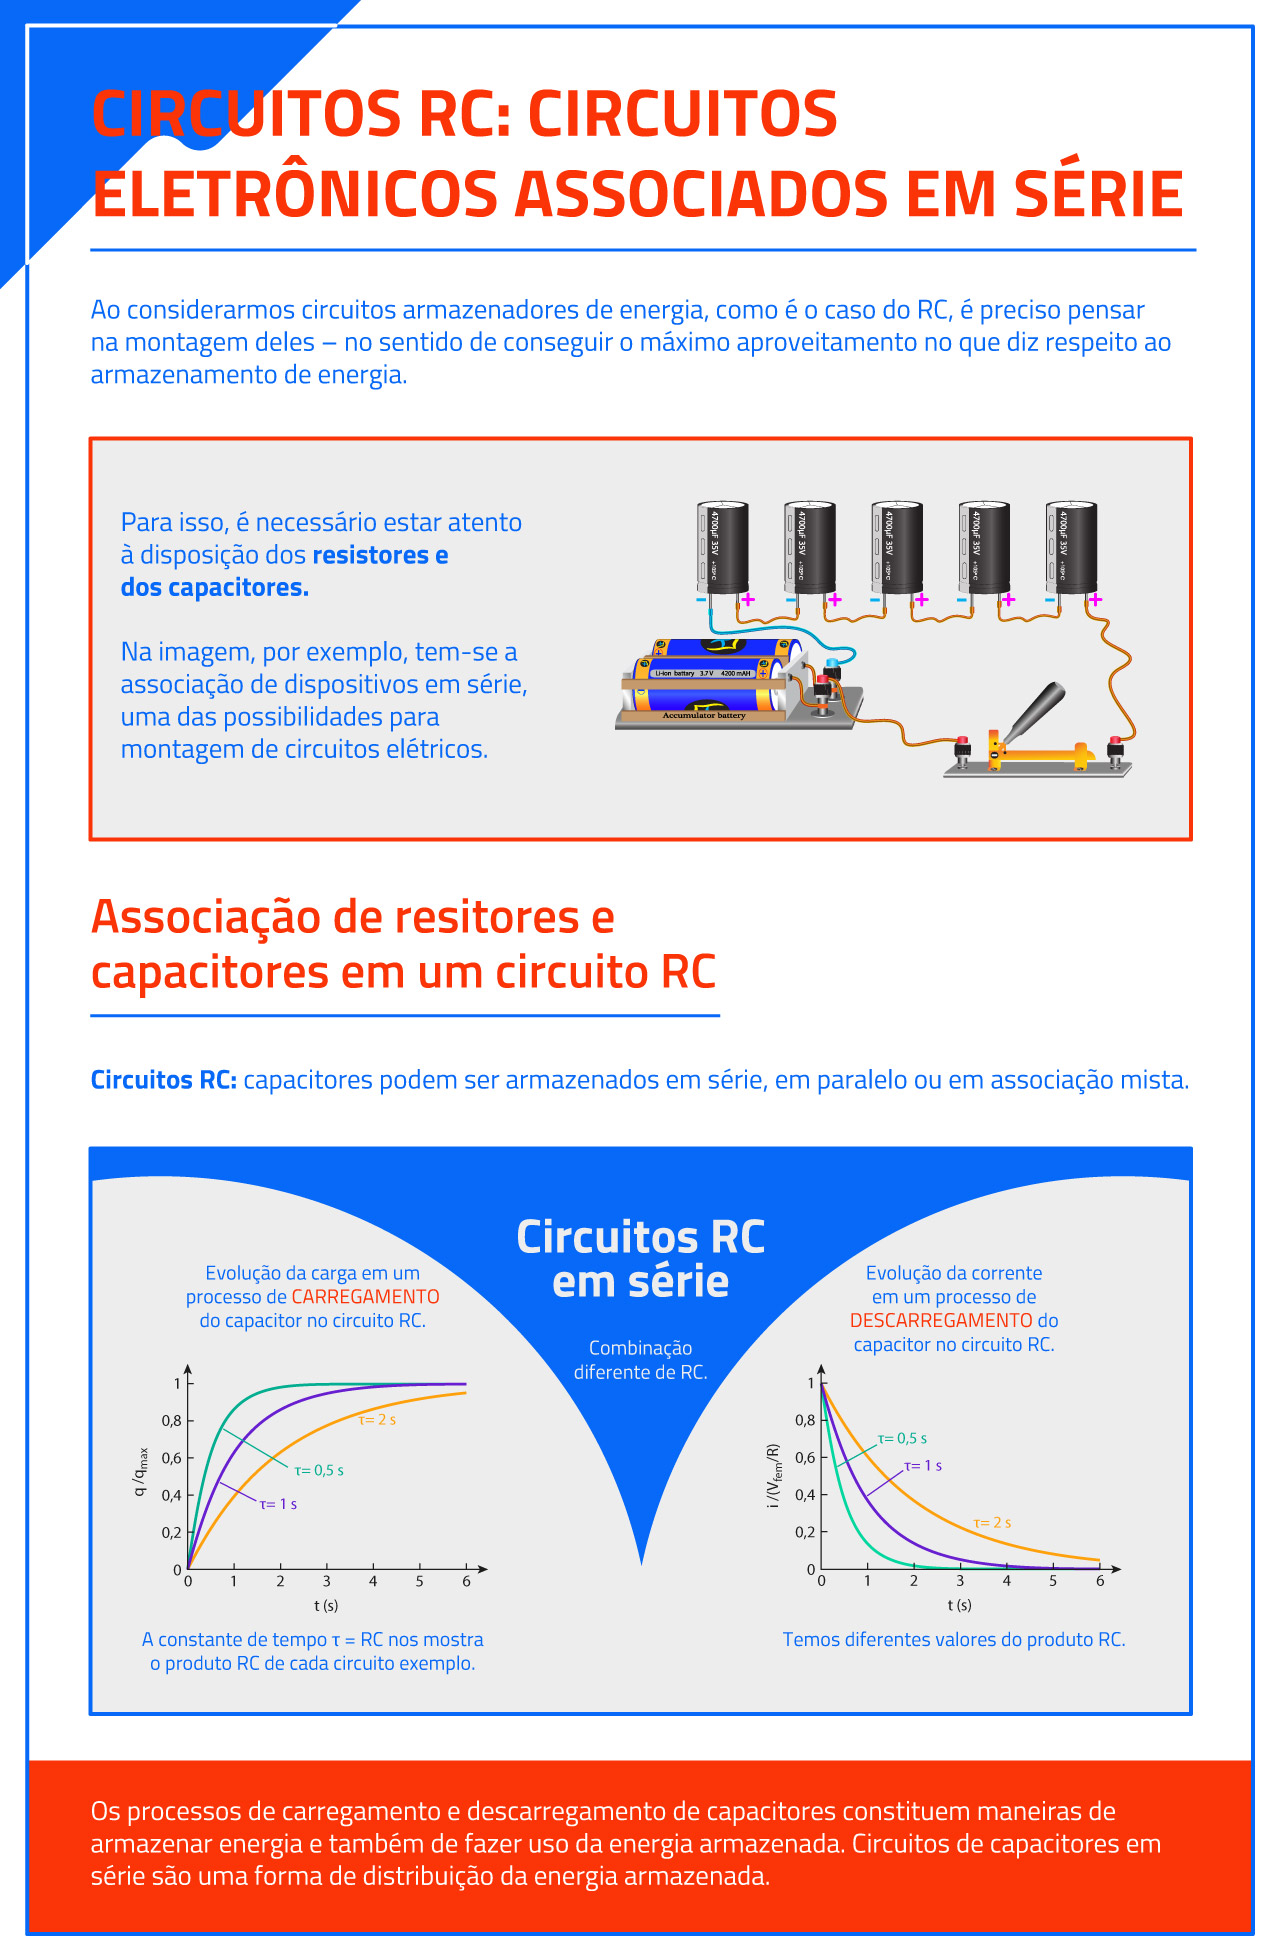 CIRCUITOS RC: CIRCUITOS
ELETRÔNICOS ASSOCIADOS EM SÉRIE
Ao considerarmos circuitos armazenadores de energia, como é o caso do RC, é preciso pensar
na montagem deles – no sentido de conseguir o máximo aproveitamento no que diz respeito ao
armazenamento de energia.
Para isso, é necessário estar atento
à disposição dos resistores e
dos capacitores.
Na imagem, por exemplo, tem-se a
associação de dispositivos em série,
uma das possibilidades para
montagem de circuitos elétricos.
4700µF 35V
+105°C
4700µF 35V
+105°C
4700µF 35V
+105°C
4700µF 35V
+105°C
4700µF 35V
+105°C
– + – + – + – + – +
Li-ion battery 3.7V 4200 mAH
Accumulator battery
Associação de resitores e
capacitores em um circuito RC
Circuitos RC: capacitores podem ser armazenados em série, em paralelo ou em associação mista.
Circuitos RC
em série
Combinação
diferente de RC.
Evolução da carga em um
processo de CARREGAMENTO
do capacitor no circuito RC.
q /qmax
1
0,8
0,6
0,4
0,2
0
τ= 2 s
τ= 0,5 s
τ= 1 s
0 1 2 3 4 5 6
t (s)
A constante de tempo τ = RC nos mostra
o produto RC de cada circuito exemplo.
Evolução da corrente
em um processo de
DESCARREGAMENTO do
capacitor no circuito RC.
i /(Vfem/R)
1
0,8
0,6
0,4
0,2
0
τ= 0,5 s
τ= 1 s
τ= 2 s
0 1 2 3 4 5 6
t (s)
Temos diferentes valores do produto RC.
Os processos de carregamento e descarregamento de capacitores constituem maneiras de
armazenar energia e também de fazer uso da energia armazenada. Circuitos de capacitores em
série são uma forma de distribuição da energia armazenada.